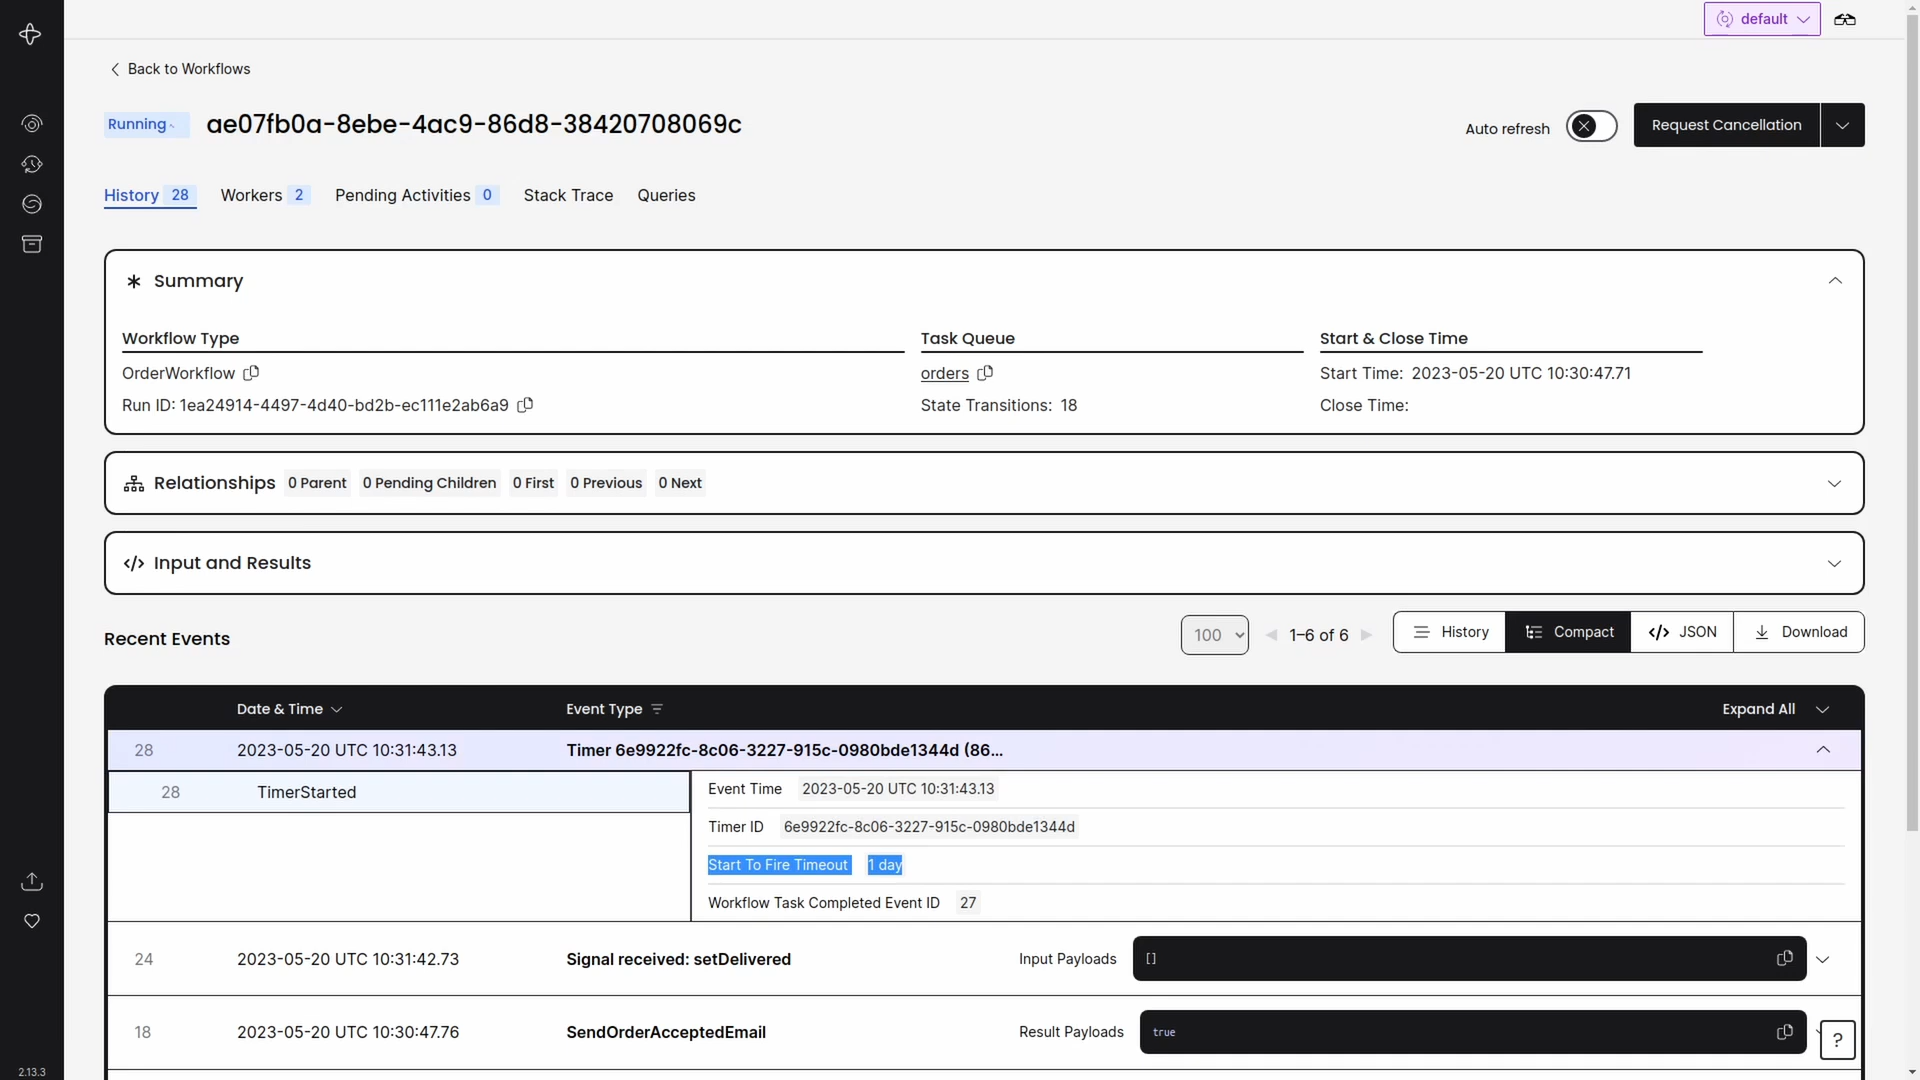 default
Back to Workflows
Running
ae07fb0a-8ebe-4ac9-86d8-38420708069c
Auto refresh
Request Cancellation
History 28 Workers 2 Pending Activities 0 Stack Trace Queries
Summary
Workflow Type Task Queue Start & Close Time
OrderWorkflow orders Start Time: 2023-05-20 UTC 10:30:47.71
Run ID: 1ea24914-4497-4d40-bd2b-ec111e2ab6a9 State Transitions: 18 Close Time:
Relationships 0 Parent 0 Pending Children 0 First 0 Previous 0 Next
</> Input and Results
Recent Events 100 1–6 of 6 History Compact </> JSON Download
Date & Time Event Type Expand All
28 2023-05-20 UTC 10:31:43.13 Timer 6e9922fc-8c06-3227-915c-0980bde1344d (86...
28 TimerStarted
Event Time 2023-05-20 UTC 10:31:43.13
Timer ID 6e9922fc-8c06-3227-915c-0980bde1344d
Start To Fire Timeout 1 day
Workflow Task Completed Event ID 27
24 2023-05-20 UTC 10:31:42.73 Signal received: setDelivered Input Payloads []
18 2023-05-20 UTC 10:30:47.76 SendOrderAcceptedEmail Result Payloads true
?
2.13.3